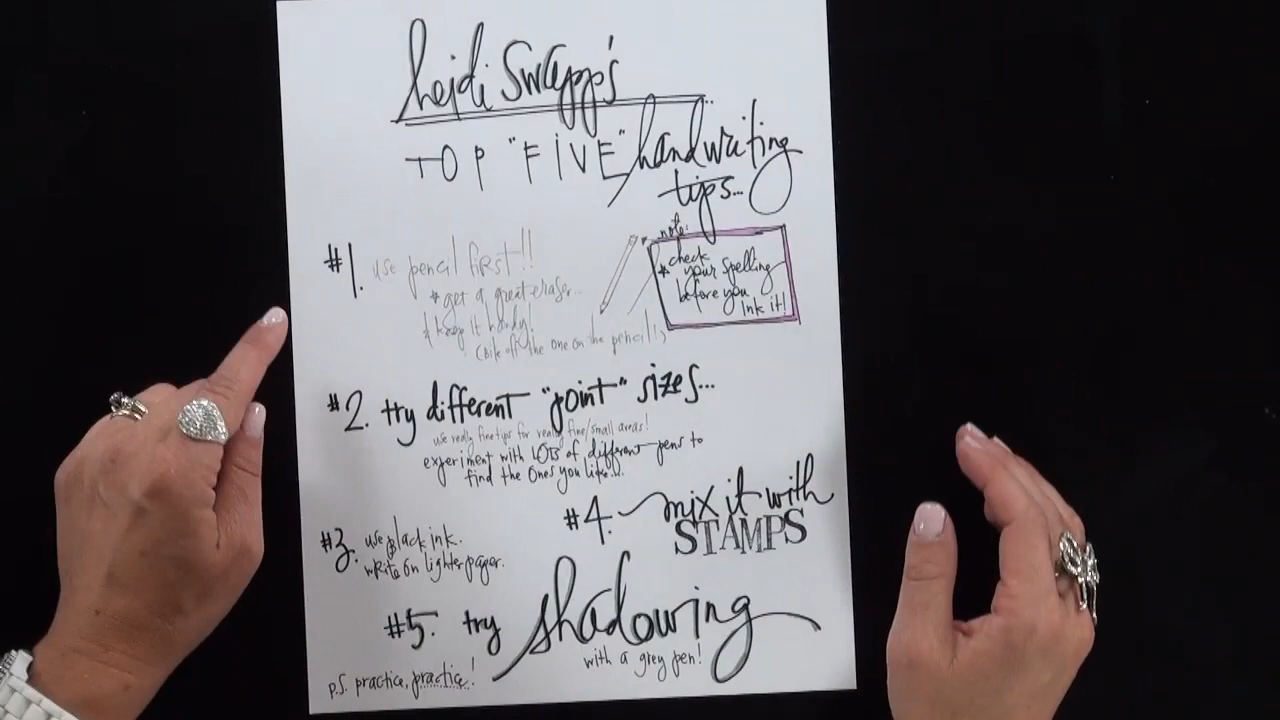 heidi swapp's
TOP "FIVE" handwriting
tips...
#1. use pencil first!!
* get a great eraser...
& keep it handy!
(bite off the one on the pencil!)
note:
* check
your spelling
before you
ink it!
#2. try different "point" sizes...
use really fine tips for really fine/small areas!
experiment with LOTS of different pens to
find the ones you like...
#3. use black ink.
write on lighter paper.
#4. mix it with
STAMPS
#5. try shadowing
with a grey pen!
p.s. practice, practice!